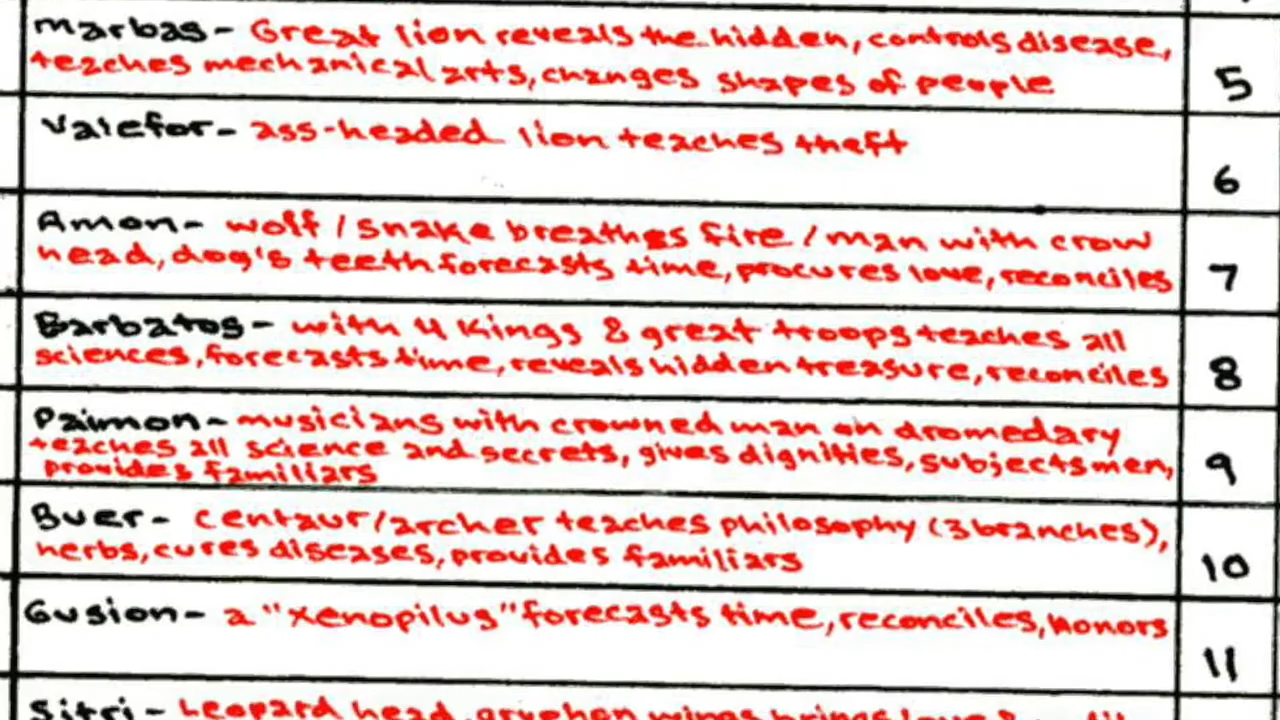 Marbas- Great lion reveals the hidden, controls disease,
teaches mechanical arts, changes shapes of people
5
Valefor- ass-headed lion teaches theft
6
Amon- wolf / snake breathes fire / man with crow
head, dog's teeth forecasts time, procures love, reconciles
7
Barbatos- with 4 Kings & great troops teaches all
sciences, forecasts time, reveals hidden treasure, reconciles
8
Paimon- musicians with crowned man on dromedary
teaches all science and secrets, gives dignities, subjects men,
provides familiars
9
Buer- centaur/archer teaches philosophy (3 branches),
herbs, cures diseases, provides familiars
10
Gusion- a "xenopilus" forecasts time, reconciles, honors
11
Sitri- Leopard head, gryphon wings brings love &